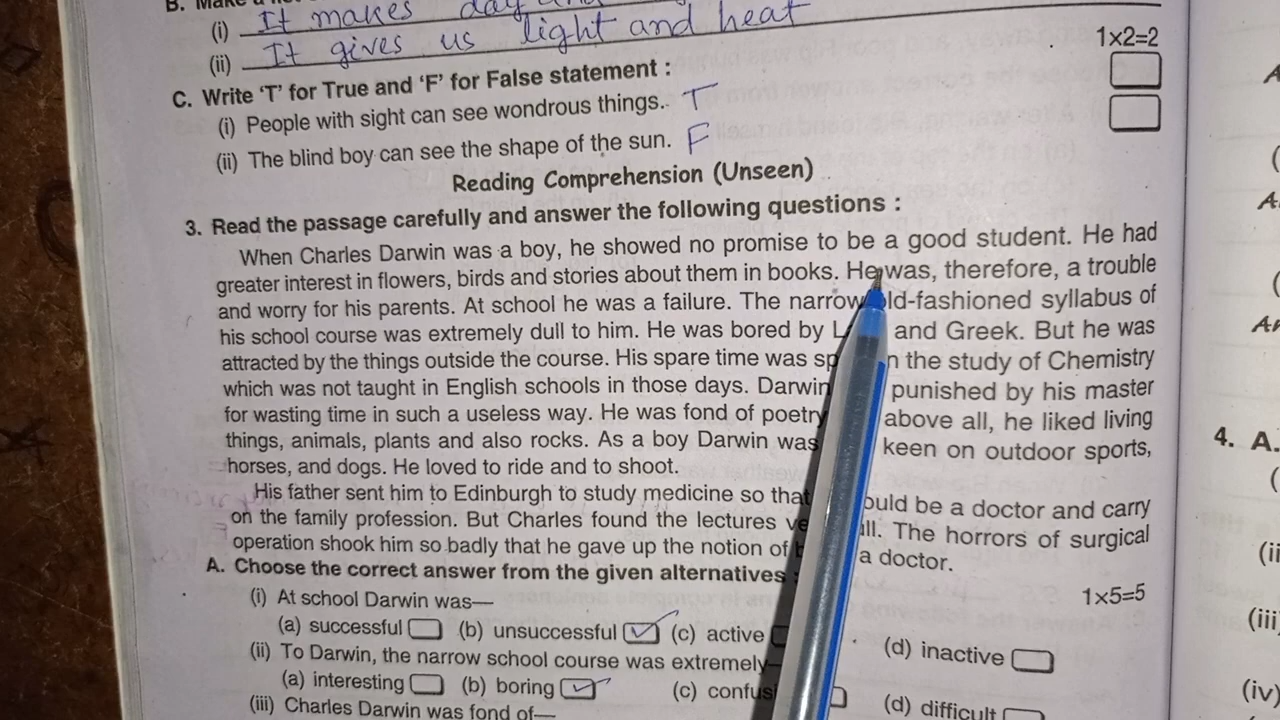 B. Make a
(i) It makes day
(ii) It gives us light and heat
1×2=2
C. Write ‘T’ for True and ‘F’ for False statement :
(i) People with sight can see wondrous things.. T
(ii) The blind boy can see the shape of the sun. F
Reading Comprehension (Unseen)
3. Read the passage carefully and answer the following questions :
When Charles Darwin was a boy, he showed no promise to be a good student. He had
greater interest in flowers, birds and stories about them in books. He was, therefore, a trouble
and worry for his parents. At school he was a failure. The narrow ld-fashioned syllabus of
his school course was extremely dull to him. He was bored by L and Greek. But he was
attracted by the things outside the course. His spare time was sp n the study of Chemistry
which was not taught in English schools in those days. Darwin punished by his master
for wasting time in such a useless way. He was fond of poetry above all, he liked living
things, animals, plants and also rocks. As a boy Darwin was keen on outdoor sports,
horses, and dogs. He loved to ride and to shoot.
His father sent him to Edinburgh to study medicine so that ould be a doctor and carry
on the family profession. But Charles found the lectures ve ll. The horrors of surgical
operation shook him so badly that he gave up the notion of b a doctor.
A. Choose the correct answer from the given alternatives :
1×5=5
(i) At school Darwin was—
(a) successful (b) unsuccessful ✓ (c) active (d) inactive
(ii) To Darwin, the narrow school course was extremely—
(a) interesting (b) boring ✓ (c) confus (d) difficult
(iii) Charles Darwin was fond of—
4. A.
(
(ii
(iii)
(iv)